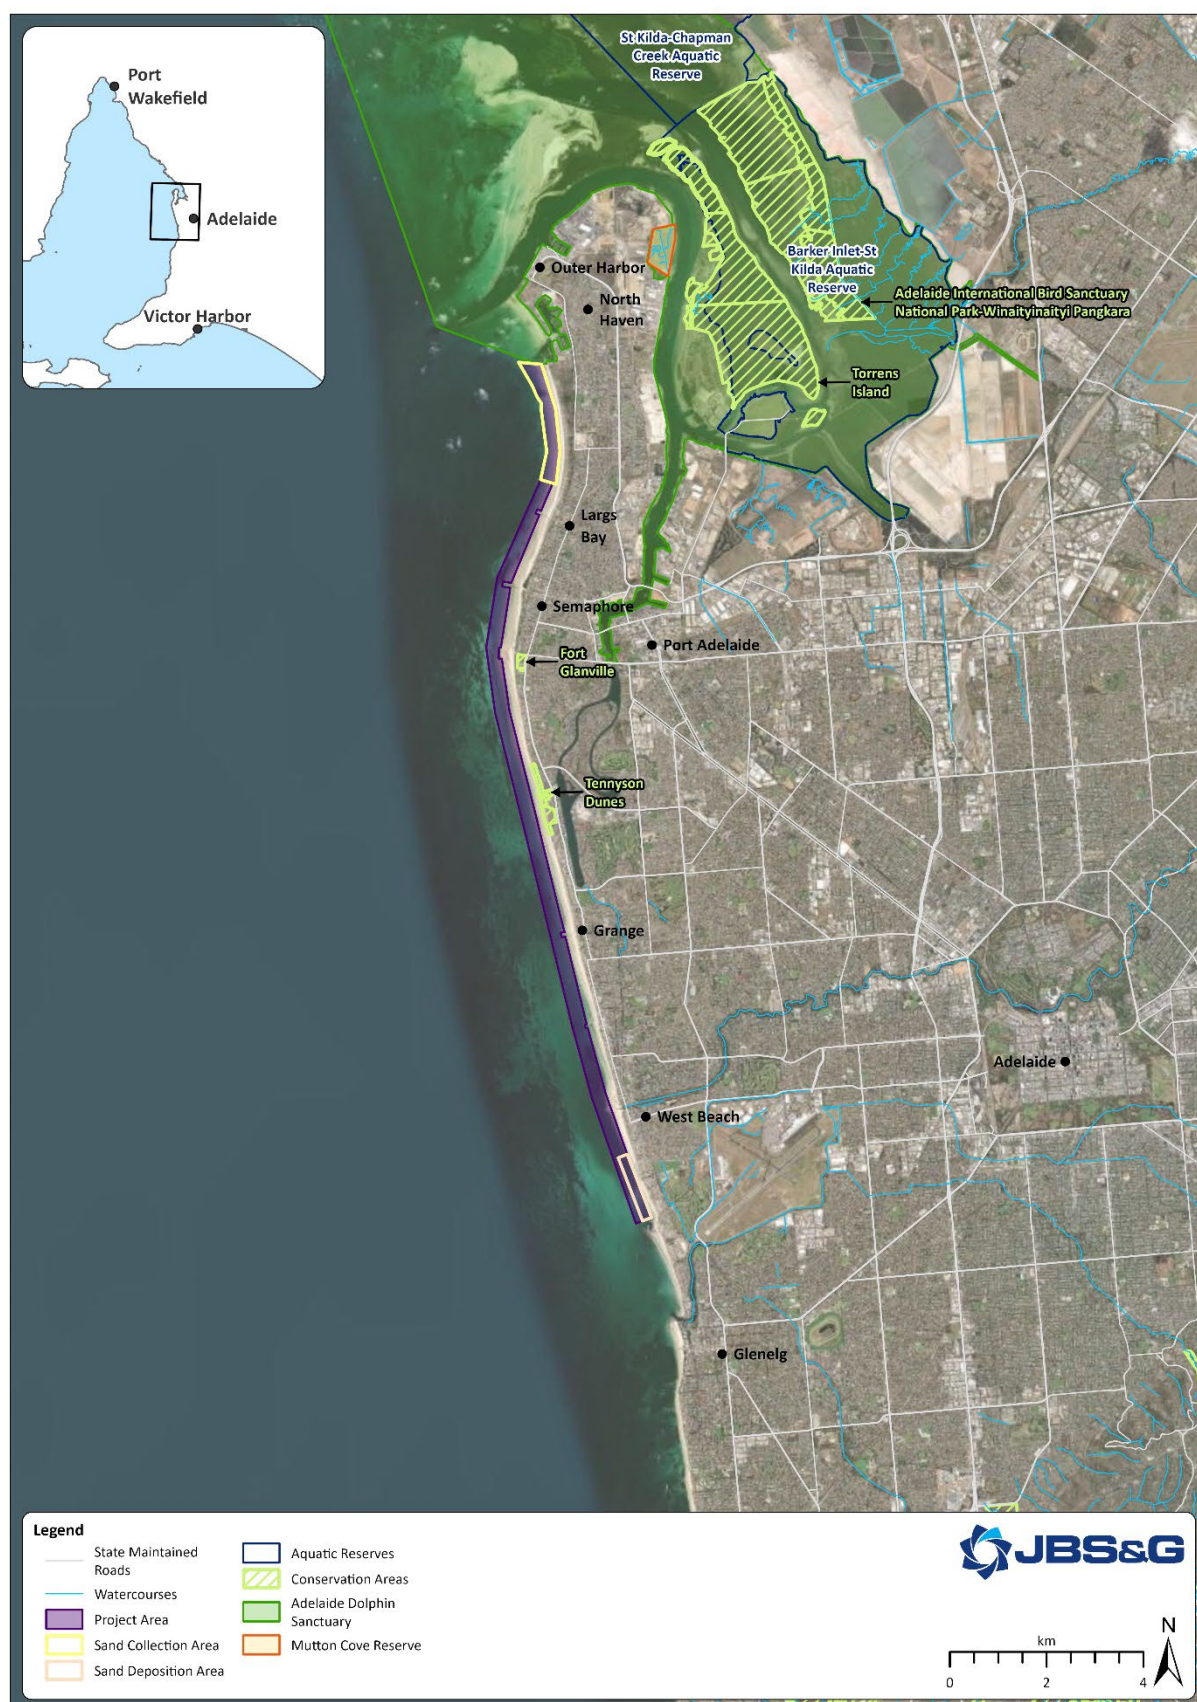 Port
Wakefield
Adelaide
Victor Harbor
St Kilda-Chapman
Creek Aquatic
Reserve
Outer Harbor
North
Haven
Barker Inlet-St
Kilda Aquatic
Reserve
Adelaide International Bird Sanctuary
National Park-Winaityinaityi Pangkara
Torrens
Island
Largs
Bay
Semaphore
Port Adelaide
Fort
Glanville
Tennyson
Dunes
Grange
Adelaide
West Beach
Glenelg
Legend
State Maintained
Roads
Watercourses
Project Area
Sand Collection Area
Sand Deposition Area
Aquatic Reserves
Conservation Areas
Adelaide Dolphin
Sanctuary
Mutton Cove Reserve
JBS&G
N
km
0 2 4